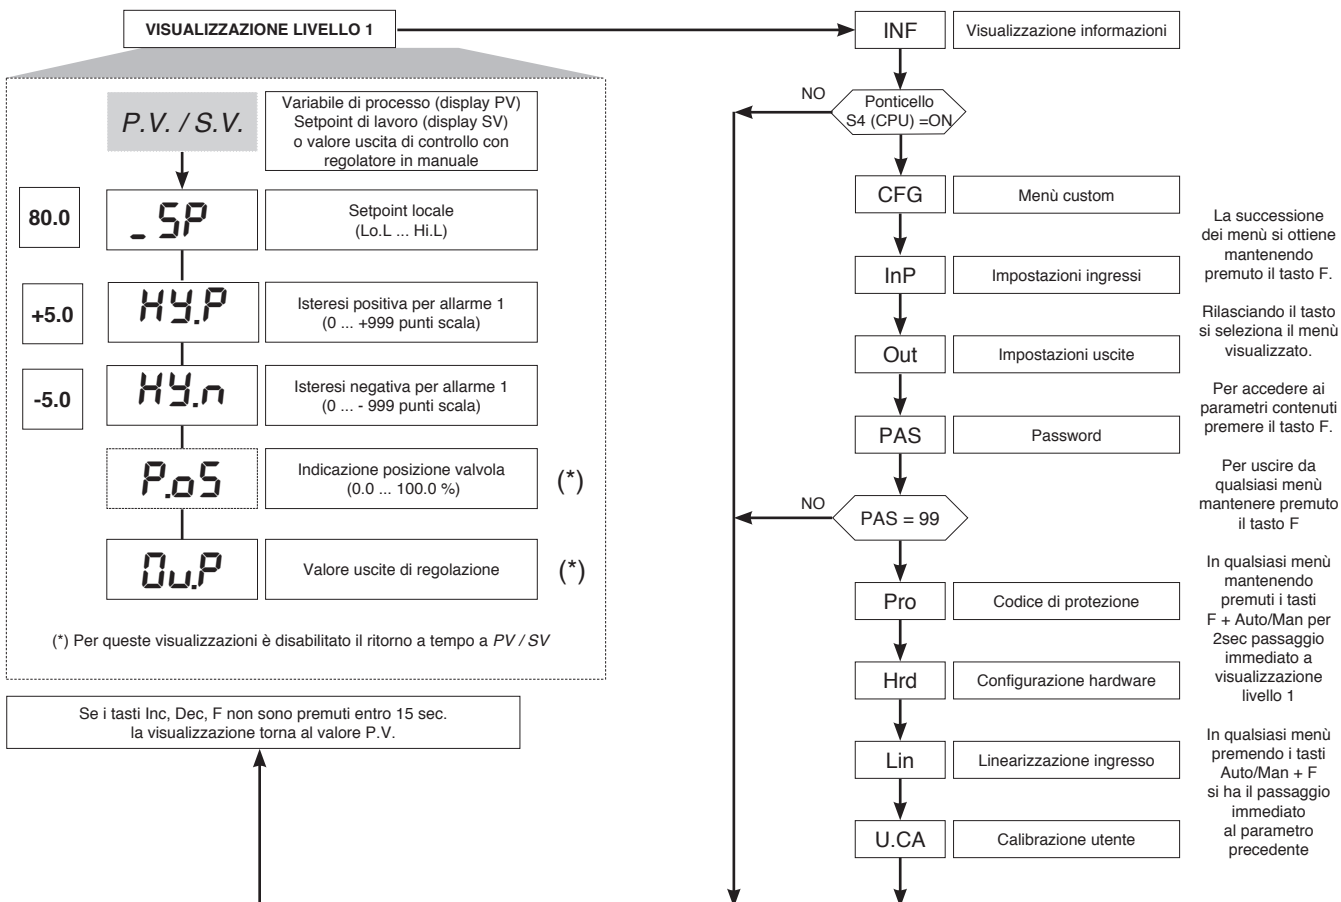 VISUALIZZAZIONE LIVELLO 1
P.V. / S.V.
Variabile di processo (display PV)
Setpoint di lavoro (display SV)
o valore uscita di controllo con
regolatore in manuale
80.0
_SP
Setpoint locale
(Lo.L ... Hi.L)
+5.0
HY.P
Isteresi positiva per allarme 1
(0 ... +999 punti scala)
-5.0
HY.n
Isteresi negativa per allarme 1
(0 ... - 999 punti scala)
P.oS
Indicazione posizione valvola
(0.0 ... 100.0 %)
(*)
Ou.P
Valore uscite di regolazione
(*)
(*) Per queste visualizzazioni è disabilitato il ritorno a tempo a PV / SV
Se i tasti Inc, Dec, F non sono premuti entro 15 sec.
la visualizzazione torna al valore P.V.
INF
Visualizzazione informazioni
NO
Ponticello
S4 (CPU) =ON
CFG
Menù custom
InP
Impostazioni ingressi
Out
Impostazioni uscite
PAS
Password
NO
PAS = 99
Pro
Codice di protezione
Hrd
Configurazione hardware
Lin
Linearizzazione ingresso
U.CA
Calibrazione utente
La successione
dei menù si ottiene
mantenendo
premuto il tasto F.
Rilasciando il tasto
si seleziona il menù
visualizzato.
Per accedere ai
parametri contenuti
premere il tasto F.
Per uscire da
qualsiasi menù
mantenere premuto
il tasto F
In qualsiasi menù
mantenendo
premuti i tasti
F + Auto/Man per
2sec passaggio
immediato a
visualizzazione
livello 1
In qualsiasi menù
premendo i tasti
Auto/Man + F
si ha il passaggio
immediato
al parametro
precedente